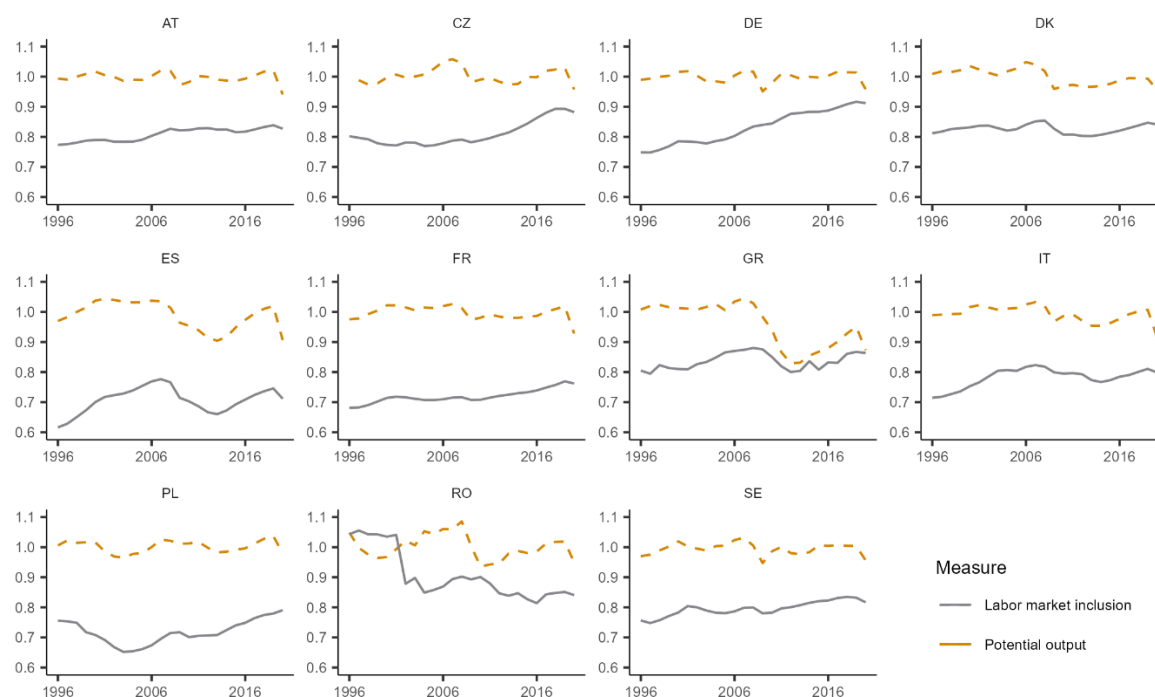 AT CZ DE DK
1.1 1.1 1.1 1.1
1.0 1.0 1.0 1.0
0.9 0.9 0.9 0.9
0.8 0.8 0.8 0.8
0.7 0.7 0.7 0.7
0.6 0.6 0.6 0.6
1996 2006 2016 1996 2006 2016 1996 2006 2016 1996 2006 2016
ES FR GR IT
1.1 1.1 1.1 1.1
1.0 1.0 1.0 1.0
0.9 0.9 0.9 0.9
0.8 0.8 0.8 0.8
0.7 0.7 0.7 0.7
0.6 0.6 0.6 0.6
1996 2006 2016 1996 2006 2016 1996 2006 2016 1996 2006 2016
PL RO SE
1.1 1.1 1.1
1.0 1.0 1.0
0.9 0.9 0.9
0.8 0.8 0.8
0.7 0.7 0.7
0.6 0.6 0.6
1996 2006 2016 1996 2006 2016 1996 2006 2016
Measure
Labor market inclusion
Potential output